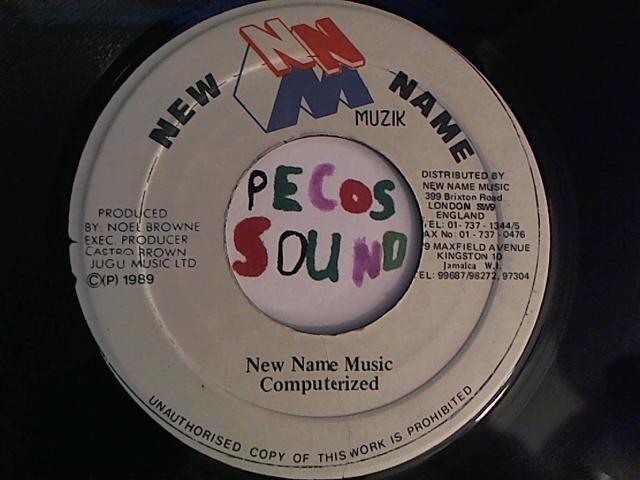 NNM
NEW NAME
MUZIK
PECOS
SOUND
PRODUCED
BY: NOEL BROWNE
EXEC. PRODUCER
CASTRO BROWN
JUGU MUSIC LTD
©(P) 1989
DISTRIBUTED BY
NEW NAME MUSIC
399 Brixton Road
LONDON SW9
ENGLAND
TEL: 01-737-1344/5
FAX No: 01-737-0476
79 MAXFIELD AVENUE
KINGSTON 10
Jamaica W.I.
TEL: 99687/98272, 97304
New Name Music
Computerized
UNAUTHORISED COPY OF THIS WORK IS PROHIBITED